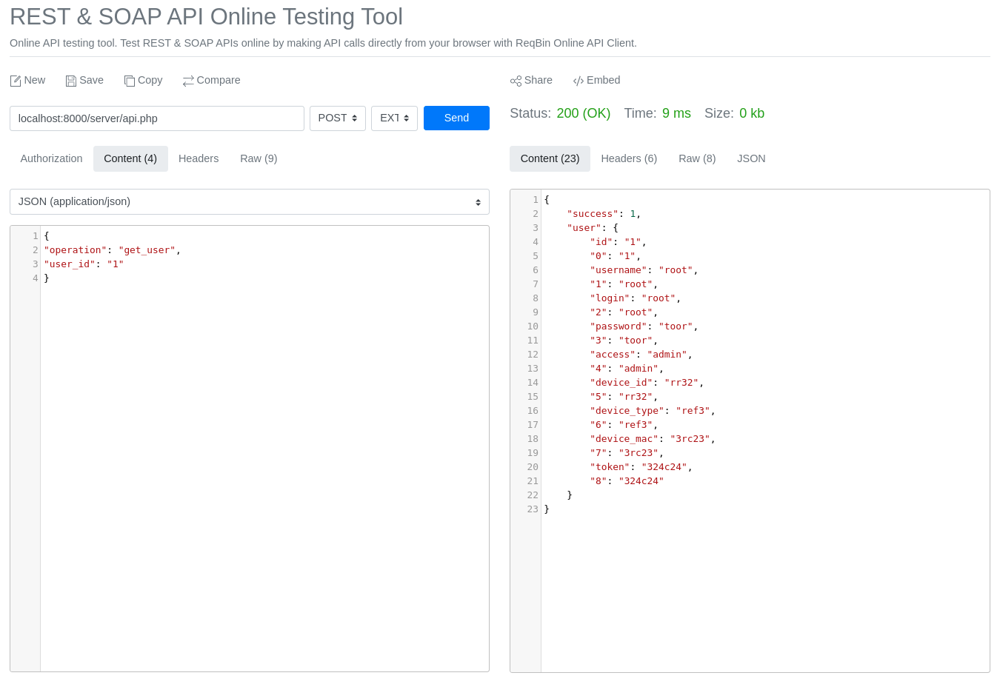 REST & SOAP API Online Testing Tool
Online API testing tool. Test REST & SOAP APIs online by making API calls directly from your browser with ReqBin Online API Client.
New Save Copy Compare
Share Embed
localhost:8000/server/api.php POST EXT Send
Status: 200 (OK) Time: 9 ms Size: 0 kb
Authorization Content (4) Headers Raw (9)
Content (23) Headers (6) Raw (8) JSON
JSON (application/json)
1 {
2 "operation": "get_user",
3 "user_id": "1"
4 }
1 {
2 "success": 1,
3 "user": {
4 "id": "1",
5 "0": "1",
6 "username": "root",
7 "1": "root",
8 "login": "root",
9 "2": "root",
10 "password": "toor",
11 "3": "toor",
12 "access": "admin",
13 "4": "admin",
14 "device_id": "rr32",
15 "5": "rr32",
16 "device_type": "ref3",
17 "6": "ref3",
18 "device_mac": "3rc23",
19 "7": "3rc23",
20 "token": "324c24",
21 "8": "324c24"
22 }
23 }